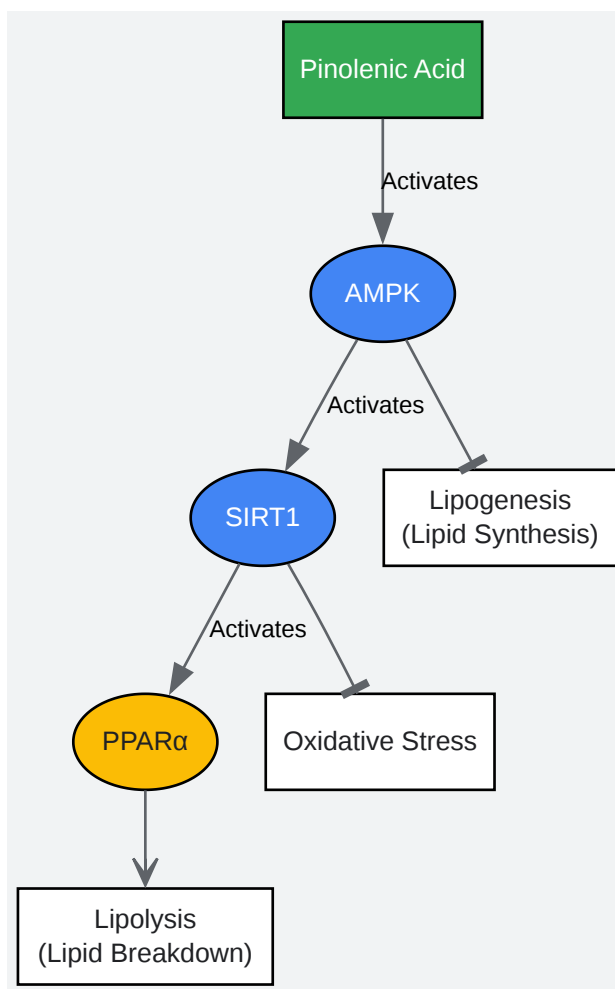 Pinolenic Acid
Activates
AMPK
Activates
SIRT1
Lipogenesis
(Lipid Synthesis)
Activates
PPARα
Oxidative Stress
Lipolysis
(Lipid Breakdown)